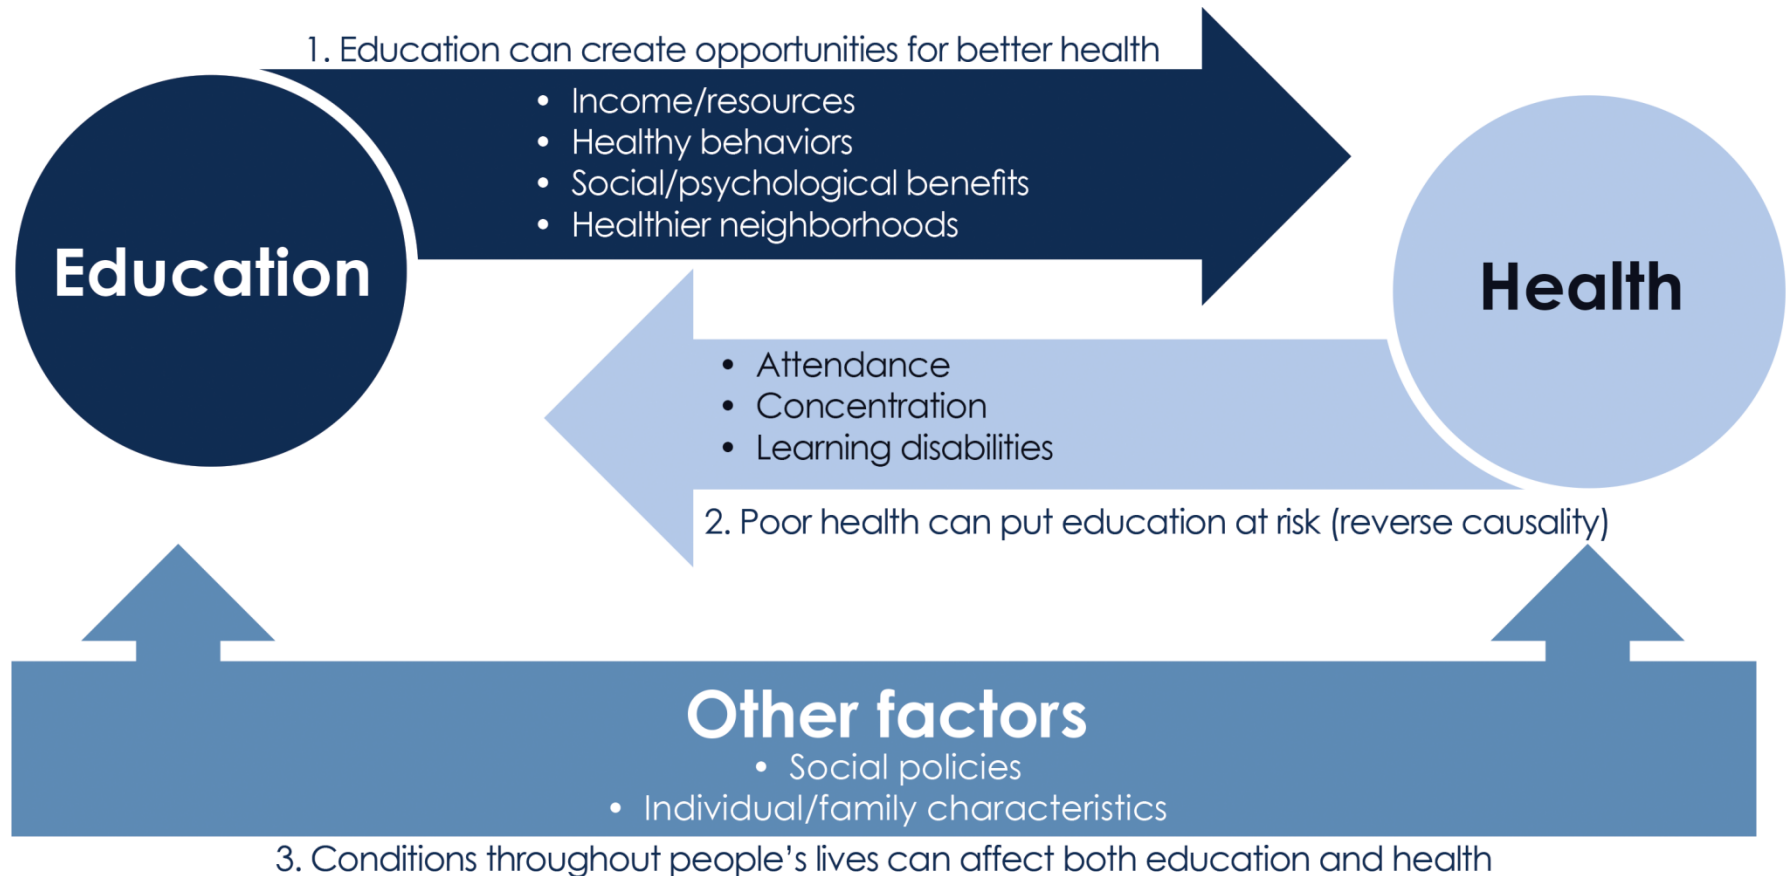 1. Education can create opportunities for better health
• Income/resources
• Healthy behaviors
• Social/psychological benefits
• Healthier neighborhoods
Education
Health
• Attendance
• Concentration
• Learning disabilities
2. Poor health can put education at risk (reverse causality)
Other factors
• Social policies
• Individual/family characteristics
3. Conditions throughout people’s lives can affect both education and health